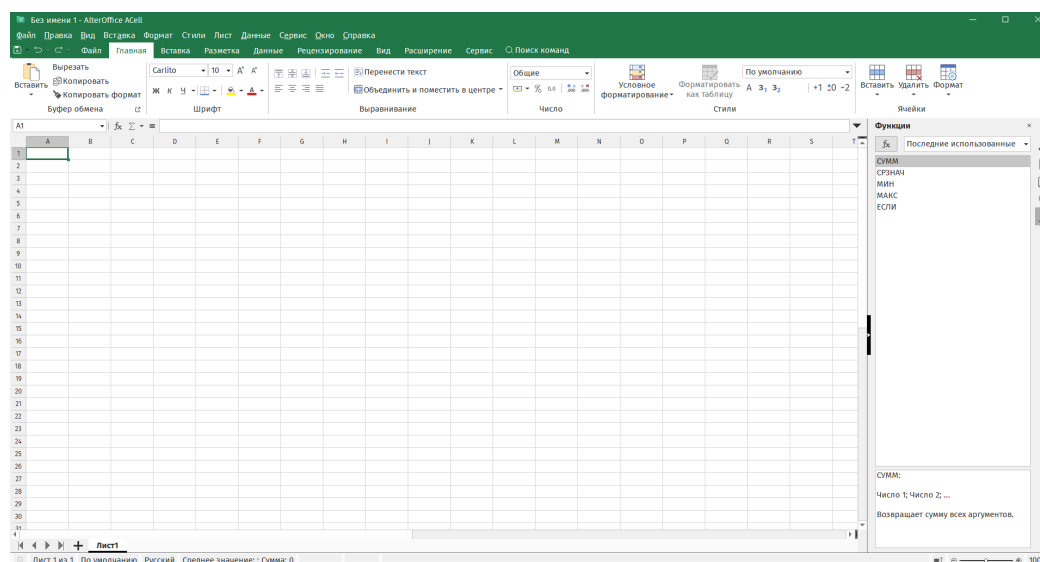 Без имени 1 - AlterOffice ACell
Файл Правка Вид Вставка Формат Стили Лист Данные Сервис Окно Справка
Файл Главная Вставка Разметка Данные Рецензирование Вид Расширение Сервис Поиск команд
Вставить
Вырезать
Копировать
Копировать формат
Буфер обмена
Carlito 10
Ж К Ч
Шрифт
Перенести текст
Объединить и поместить в центре
Выравнивание
Общие
Число
Условное форматирование
Форматировать как таблицу
По умолчанию
Стили
Вставить Удалить Формат
Ячейки
A1
A B C D E F G H I J K L M N O P Q R S T
1
2
3
4
5
6
7
8
9
10
11
12
13
14
15
16
17
18
19
20
21
22
23
24
25
26
27
28
29
30
31
Функции
Последние использованные
СУММ
СРЗНАЧ
МИН
МАКС
ЕСЛИ
СУММ:
Число 1; Число 2; ...
Возвращает сумму всех аргументов.
Лист1
Лист 1 из 1 По умолчанию Русский Среднее значение: ; Сумма: 0 100